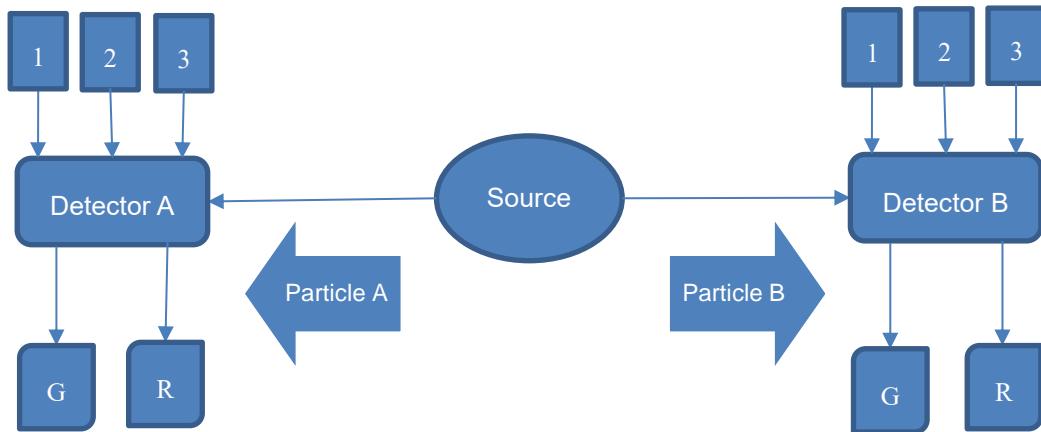 1 2 3
1 2 3
Detector A
Source
Detector B
Particle A
Particle B
G R
G R